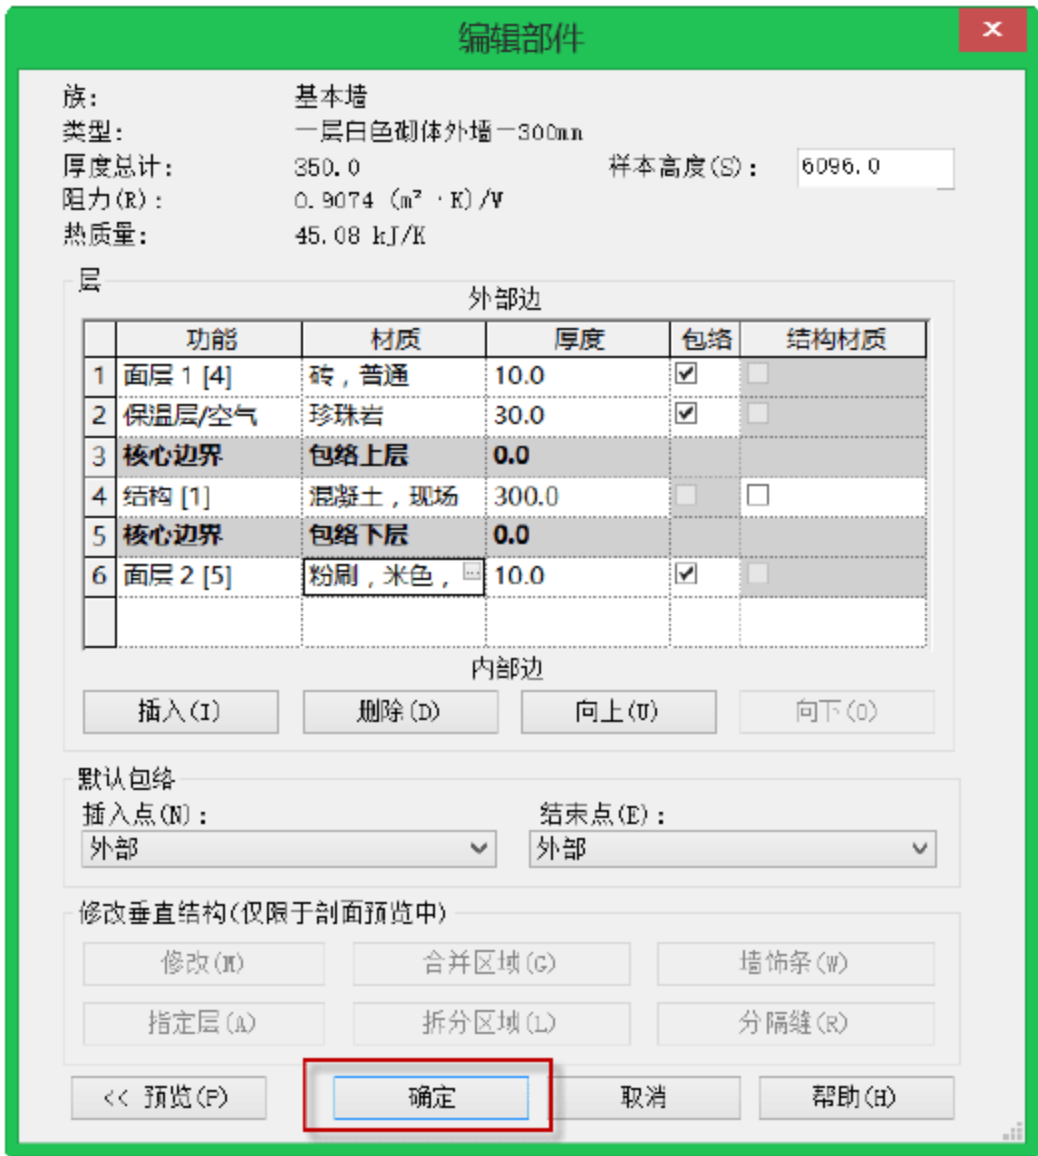 编辑部件
族: 基本墙
类型: 一层白色砌体外墙-300mm
厚度总计: 350.0 样本高度(S): 6096.0
阻力(R): 0.9074 (m²·K)/W
热质量: 45.08 kJ/K
层
外部边
功能 材质 厚度 包络 结构材质
1 面层 1 [4] 砖，普通 10.0
2 保温层/空气 珍珠岩 30.0
3 核心边界 包络上层 0.0
4 结构 [1] 混凝土，现场 300.0
5 核心边界 包络下层 0.0
6 面层 2 [5] 粉刷，米色， 10.0
内部边
插入(I) 删除(D) 向上(U) 向下(O)
默认包络
插入点(N): 结束点(E):
外部 外部
修改垂直结构(仅限于剖面预览中)
修改(M) 合并区域(G) 墙饰条(W)
指定层(A) 拆分区域(L) 分隔缝(R)
<< 预览(P) 确定 取消 帮助(H)